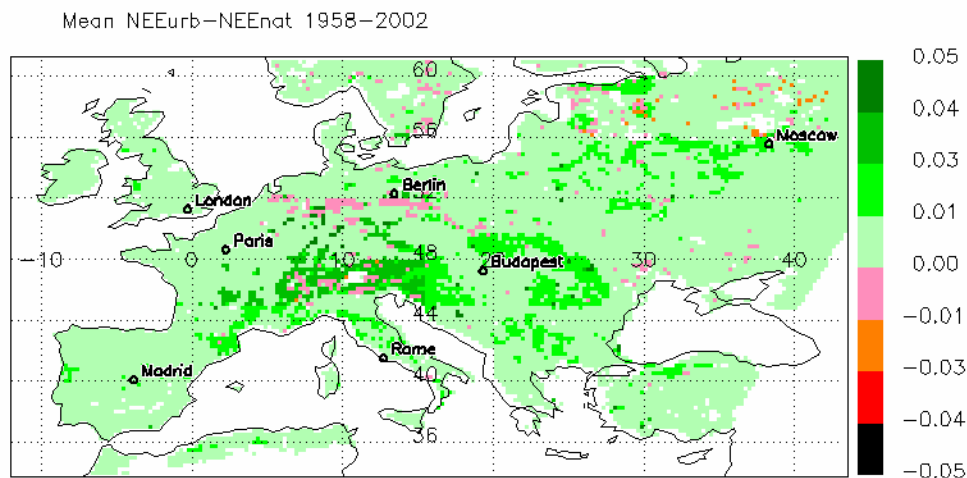 Mean NEEurb−NEEnat 1958−2002
0.05
60
0.04
56
Moscow
0.03
Berlin
52
London
0.01
Paris
48
−10 0 10 20 30 40
Budapest
0.00
−0.01
44
Rome
−0.03
Madrid
40
−0.04
36
−0.05